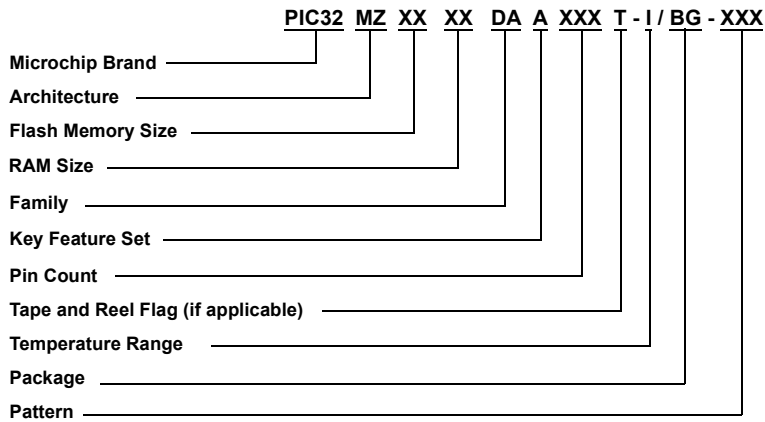 PIC32 MZ XX XX DA A XXX T - I / BG - XXX
Microchip Brand
Architecture
Flash Memory Size
RAM Size
Family
Key Feature Set
Pin Count
Tape and Reel Flag (if applicable)
Temperature Range
Package
Pattern